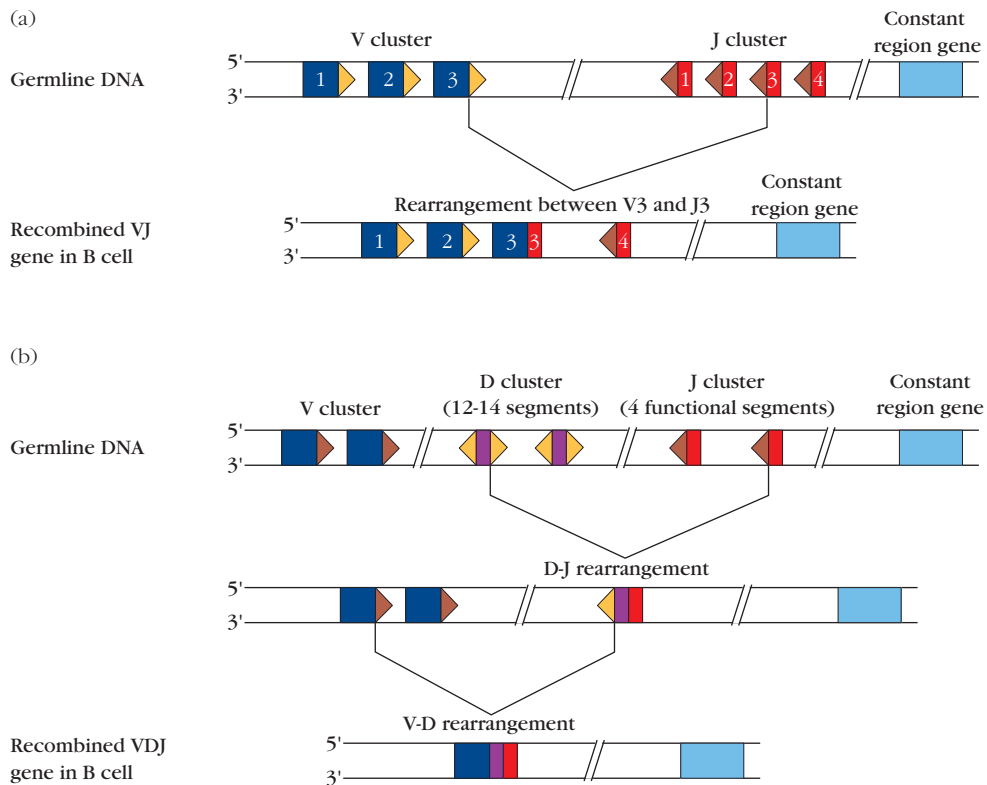 (a)
V cluster
J cluster
Constant
region gene
Germline DNA
5'
3'
1
2
3
1
2
3
4
Rearrangement between V3 and J3
Constant
region gene
Recombined VJ
gene in B cell
5'
3'
1
2
3
3
4
(b)
V cluster
D cluster
(12-14 segments)
J cluster
(4 functional segments)
Constant
region gene
Germline DNA
5'
3'
D-J rearrangement
5'
3'
V-D rearrangement
Recombined VDJ
gene in B cell
5'
3'